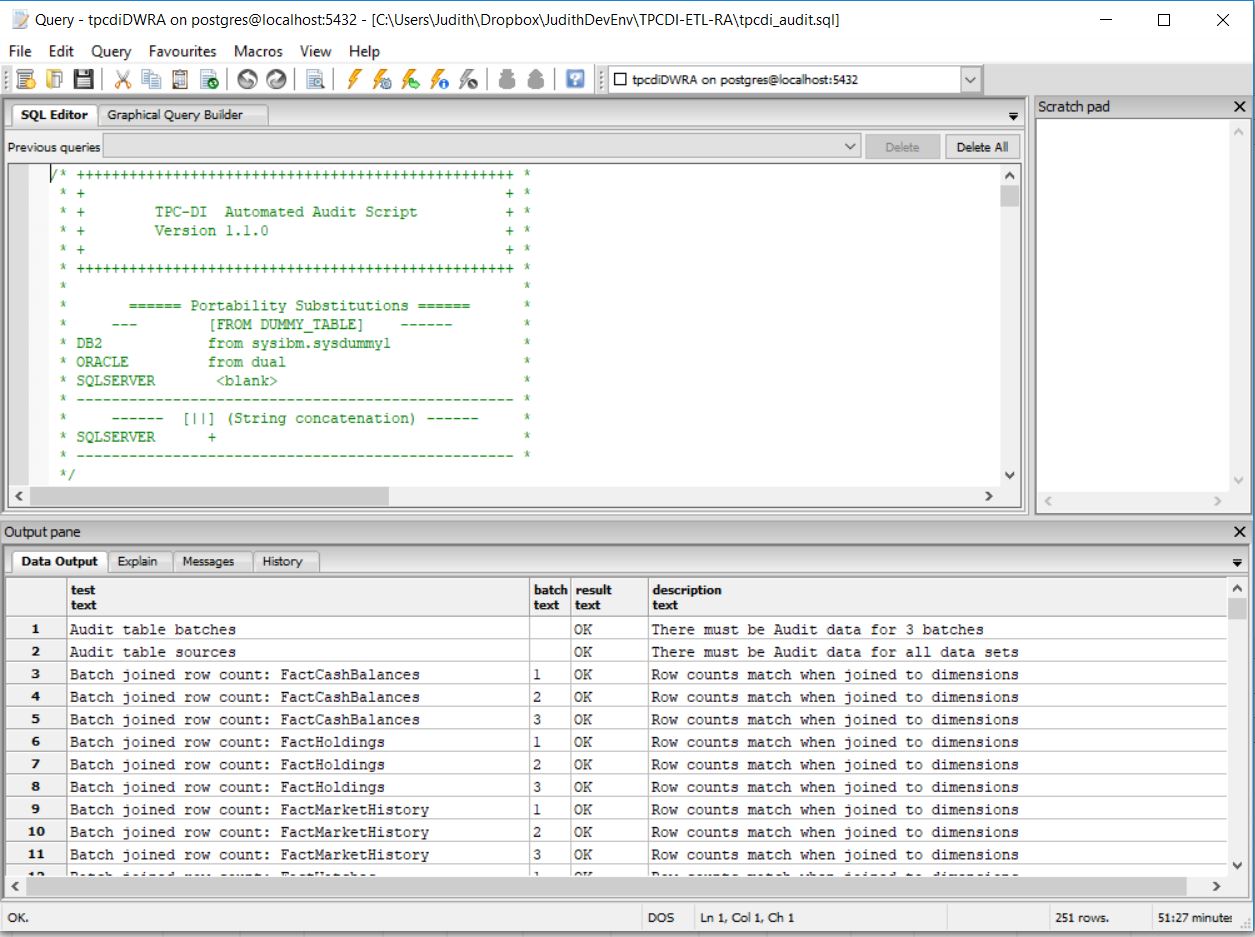 Query - tpcdiDWRA on postgres@localhost:5432 - [C:\Users\Judith\Dropbox\JudithDevEnv\TPCDI-ETL-RA\tpcdi_audit.sql]
File Edit Query Favourites Macros View Help
tpcdiDWRA on postgres@localhost:5432
SQL Editor Graphical Query Builder
Scratch pad
Previous queries Delete Delete All
/* ++++++++++++++++++++++++++++++++++++++++++++++++++ *
* + + *
* + TPC-DI Automated Audit Script + *
* + Version 1.1.0 + *
* + + *
* ++++++++++++++++++++++++++++++++++++++++++++++++++ *
* *
* ====== Portability Substitutions ====== *
* --- [FROM DUMMY_TABLE] ------ *
* DB2 from sysibm.sysdummy1 *
* ORACLE from dual *
* SQLSERVER <blank> *
* -------------------------------------------------- *
* ------ [||] (String concatenation) ------ *
* SQLSERVER + *
* -------------------------------------------------- *
*/
Output pane
Data Output Explain Messages History
test batch result description
text text text text
1 Audit table batches OK There must be Audit data for 3 batches
2 Audit table sources OK There must be Audit data for all data sets
3 Batch joined row count: FactCashBalances 1 OK Row counts match when joined to dimensions
4 Batch joined row count: FactCashBalances 2 OK Row counts match when joined to dimensions
5 Batch joined row count: FactCashBalances 3 OK Row counts match when joined to dimensions
6 Batch joined row count: FactHoldings 1 OK Row counts match when joined to dimensions
7 Batch joined row count: FactHoldings 2 OK Row counts match when joined to dimensions
8 Batch joined row count: FactHoldings 3 OK Row counts match when joined to dimensions
9 Batch joined row count: FactMarketHistory 1 OK Row counts match when joined to dimensions
10 Batch joined row count: FactMarketHistory 2 OK Row counts match when joined to dimensions
11 Batch joined row count: FactMarketHistory 3 OK Row counts match when joined to dimensions
OK. DOS Ln 1, Col 1, Ch 1 251 rows. 51:27 minutes